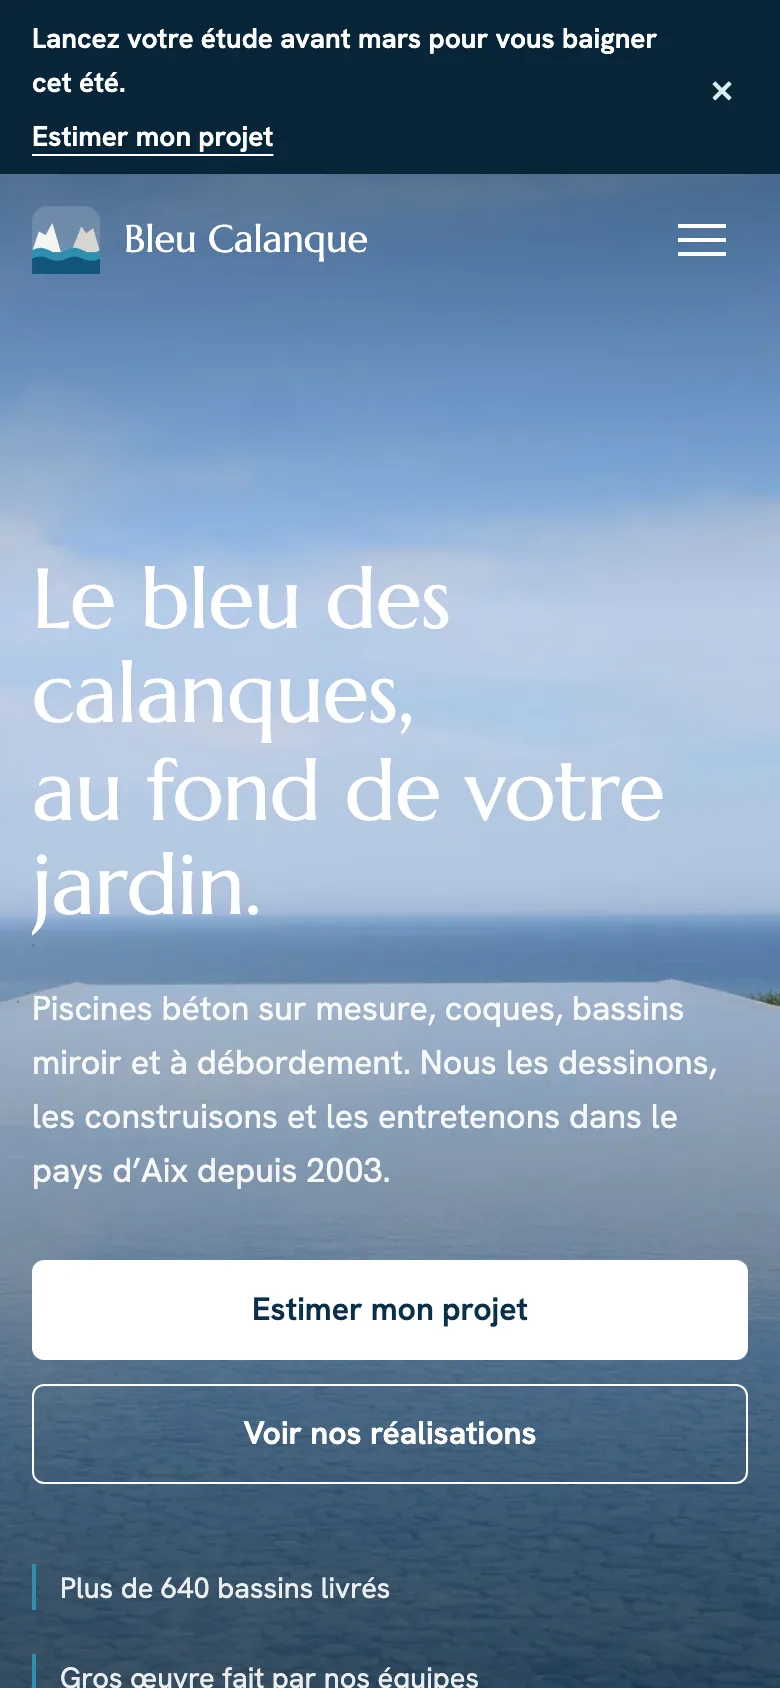 Lancez votre étude avant mars pour vous baigner
cet été.
Estimer mon projet
Bleu Calanque
Le bleu des
calanques,
au fond de votre
jardin.
Piscines béton sur mesure, coques, bassins
miroir et à débordement. Nous les dessinons,
les construisons et les entretenons dans le
pays d’Aix depuis 2003.
Estimer mon projet
Voir nos réalisations
Plus de 640 bassins livrés
Gros œuvre fait par nos équipes